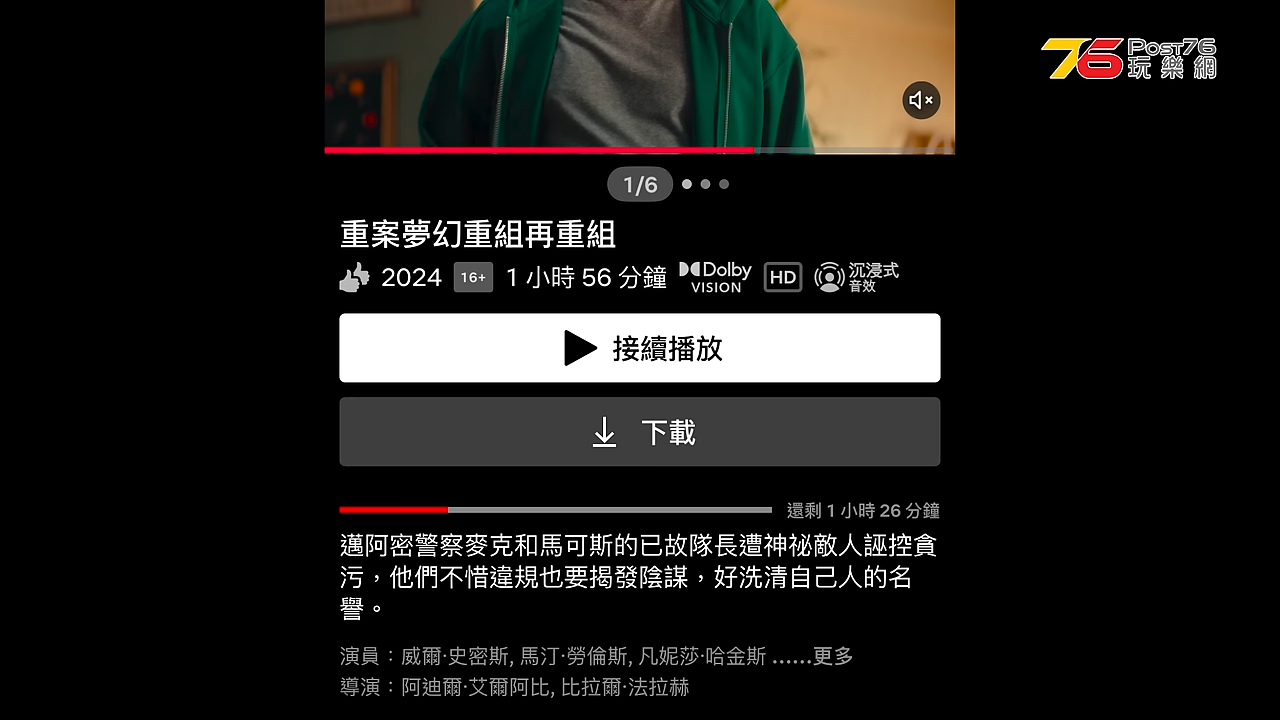 Post76
玩樂網
1/6
重案夢幻重組再重組
2024 16+ 1 小時 56 分鐘 Dolby VISION HD 沉浸式音效
接續播放
下載
還剩 1 小時 26 分鐘
邁阿密警察麥克和馬可斯的已故隊長遭神祕敵人誣控貪
污，他們不惜違規也要揭發陰謀，好洗清自己人的名
譽。
演員：威爾·史密斯, 馬汀·勞倫斯, 凡妮莎·哈金斯 ......更多
導演：阿迪爾·艾爾阿比, 比拉爾·法拉赫